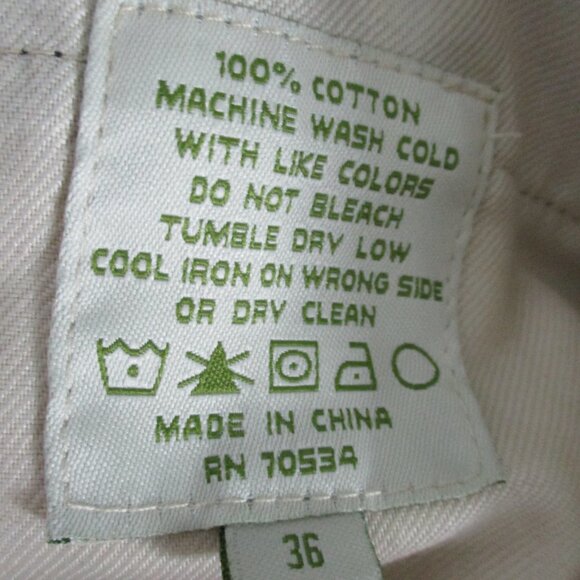 100% COTTON
MACHINE WASH COLD
WITH LIKE COLORS
DO NOT BLEACH
TUMBLE DRY LOW
COOL IRON ON WRONG SIDE
OR DRY CLEAN
MADE IN CHINA
RN 70534
36